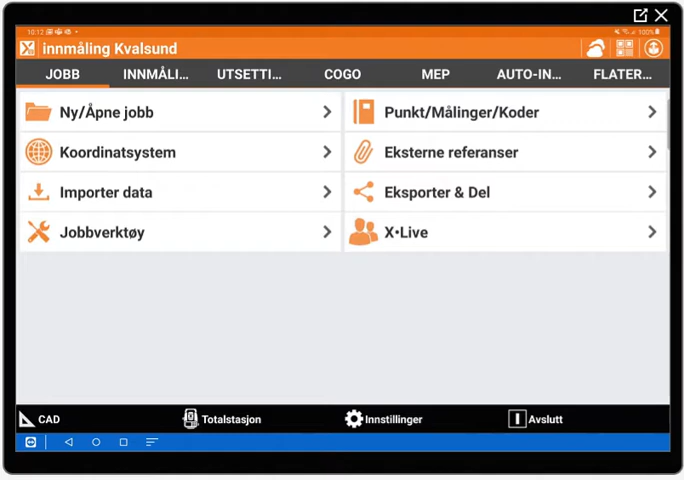 10:12
100%
innmåling Kvalsund
JOBB INNMÅLI... UTSETTI... COGO MEP AUTO-IN... FLATER...
Ny/Åpne jobb
Punkt/Målinger/Koder
Koordinatsystem
Eksterne referanser
Importer data
Eksporter & Del
Jobbverktøy
X•Live
CAD Totalstasjon Innstillinger Avslutt